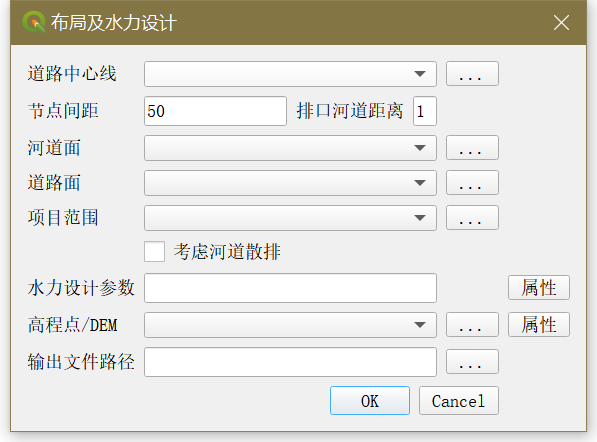 布局及水力设计
道路中心线 ...
节点间距 50 排口河道距离 1
河道面 ...
道路面 ...
项目范围 ...
考虑河道散排
水力设计参数 属性
高程点/DEM ... 属性
输出文件路径 ...
OK Cancel